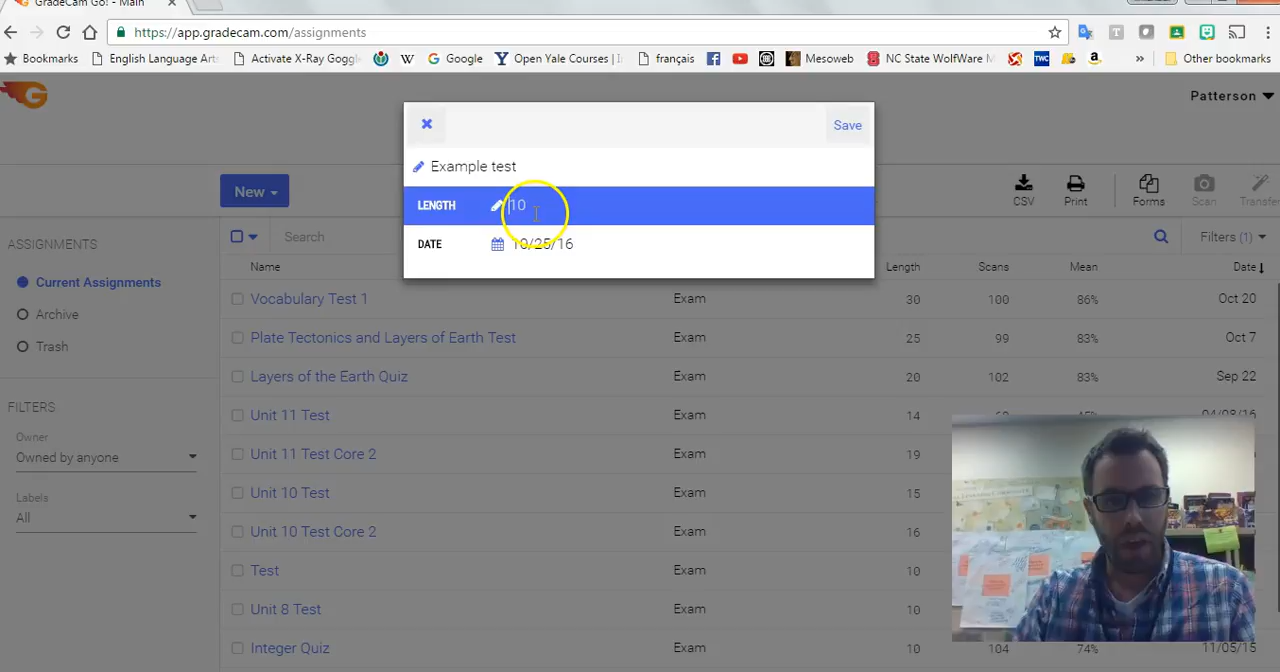 GradeCam Go! - Main
https://app.gradecam.com/assignments
Bookmarks English Language Art Activate X-Ray Goggl W Google Open Yale Courses | I français Mesoweb NC State WolfWare M TWC a » Other bookmarks
G
Patterson
Save
Example test
LENGTH 10
DATE 10/25/16
New
CSV Print Forms Scan Transfer
ASSIGNMENTS
Search
Filters (1)
Name Length Scans Mean Date
Current Assignments
Archive
Trash
Vocabulary Test 1 Exam 30 100 86% Oct 20
Plate Tectonics and Layers of Earth Test Exam 25 99 83% Oct 7
Layers of the Earth Quiz Exam 20 102 83% Sep 22
FILTERS
Owner
Owned by anyone
Labels
All
Unit 11 Test Exam 14
Unit 11 Test Core 2 Exam 19
Unit 10 Test Exam 15
Unit 10 Test Core 2 Exam 16
Test Exam 10
Unit 8 Test Exam 10
Integer Quiz Exam 10 104 74% 11/05/15